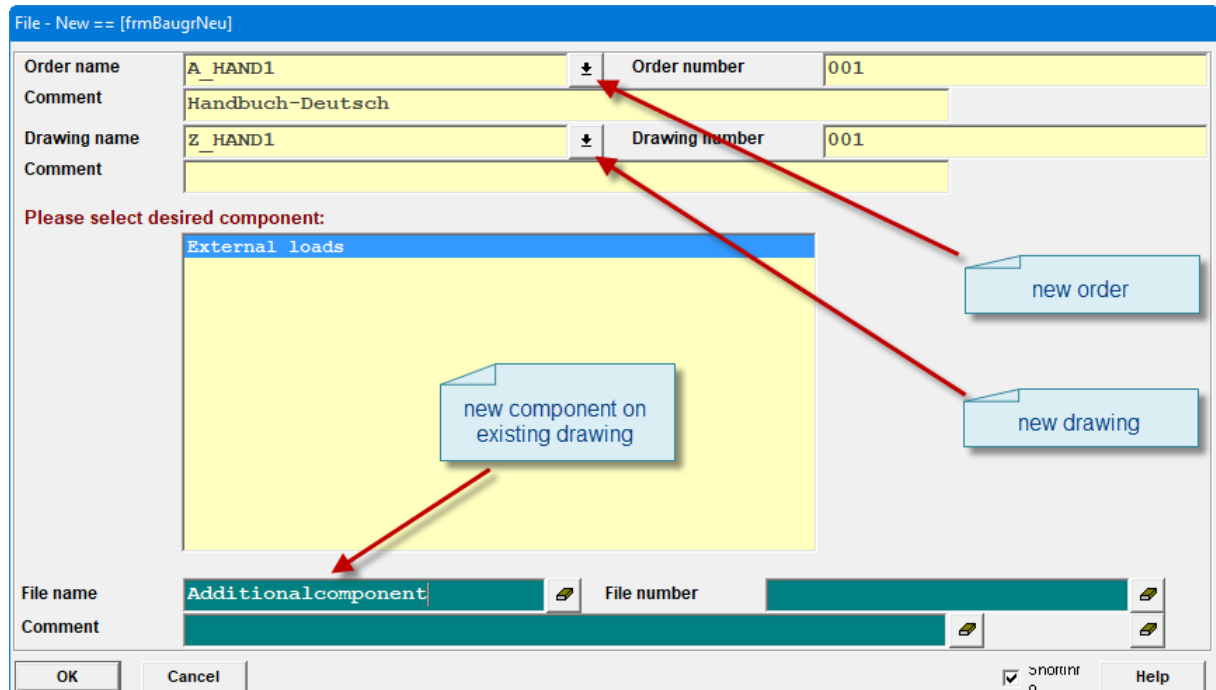 File - New == [frmBaugrNeu]
Order name A_HAND1 Order number 001
Comment Handbuch-Deutsch
Drawing name Z_HAND1 Drawing number 001
Comment
Please select desired component:
External loads
new order
new component on
existing drawing
new drawing
File name Additionalcomponent File number
Comment
OK Cancel Help